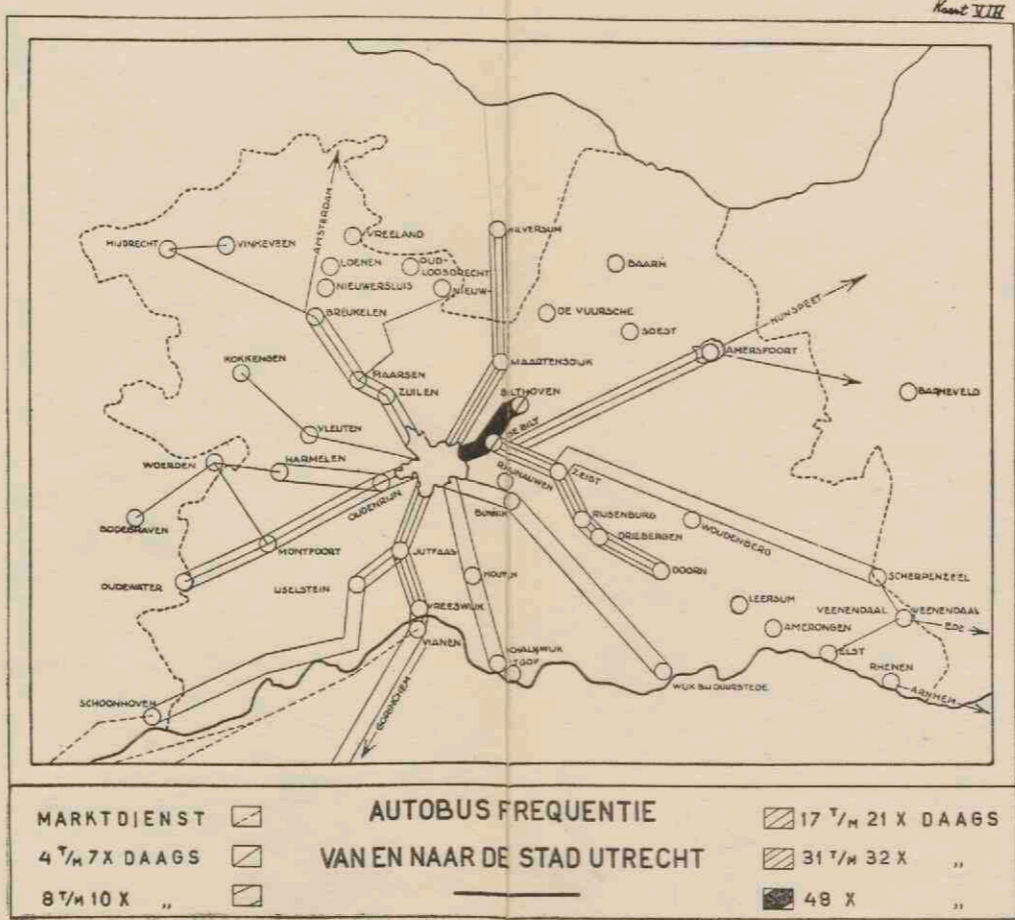 Kaart VIII
AMSTERDAM
MIJDRECHT
VINKEVEEN
VREELAND
LOENEN
OUD-
LOOSDRECHT
NIEUWERSLUIS
NIEUW-
HILVERSUM
BAARN
BREUKELEN
DE VUURSCHE
SOEST
NUNSPEET
AMERSFOORT
KOKKENGEN
MAARSEN
ZUILEN
MAARTENSDIJK
BILTHOVEN
BARNEVELD
VLEUTEN
DE BILT
WOERDEN
HARMELEN
ZEIST
RHIJNAUWEN
OUDENRIJN
BUNNIK
RIJSENBURG
WOUDENBERG
BODEGRAVEN
DRIEBERGEN
MONTFOORT
JUTFAAS
OUDEWATER
IJSELSTEIN
HOUTEN
DOORN
SCHERPENZEEL
VREESWIJK
LEERSUM
VEENENDAAL
VEENENDAAL
EDE
VIANEN
AMERONGEN
SCHALKWIJK
'T GOY
ELST
RHENEN
WIJK BIJ DUURSTEDE
ARNHEM
SCHOONHOVEN
GORINCHEM
MARKTDIENST
4 T/M 7X DAAGS
8 T/M 10 X „
AUTOBUS FREQUENTIE
VAN EN NAAR DE STAD UTRECHT
17 T/M 21 X DAAGS
31 T/M 32 X „
48 X „